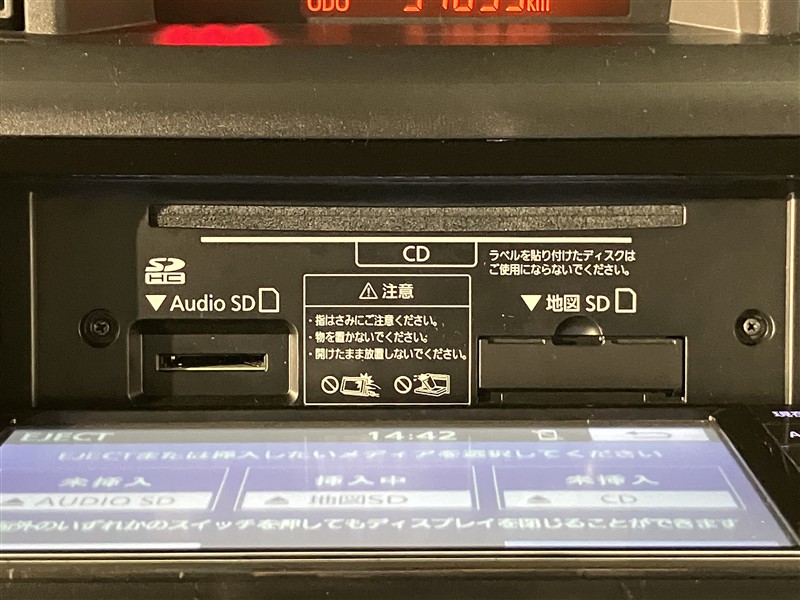 ODO km
CD
ラベルを貼り付けたディスクは
ご使用にならないでください。
SD
HC
▼Audio SD
⚠注意
・指はさみにご注意ください。
・物を置かないでください。
・開けたまま放置しないでください。
▼地図 SD
EJECT 14:42
EJECTまたは挿入したいメディアを選択してください
未挿入 挿入中 未挿入
AUDIO SD 地図SD CD
のいずれかのスイッチを押してもディスプレイを閉じることができます